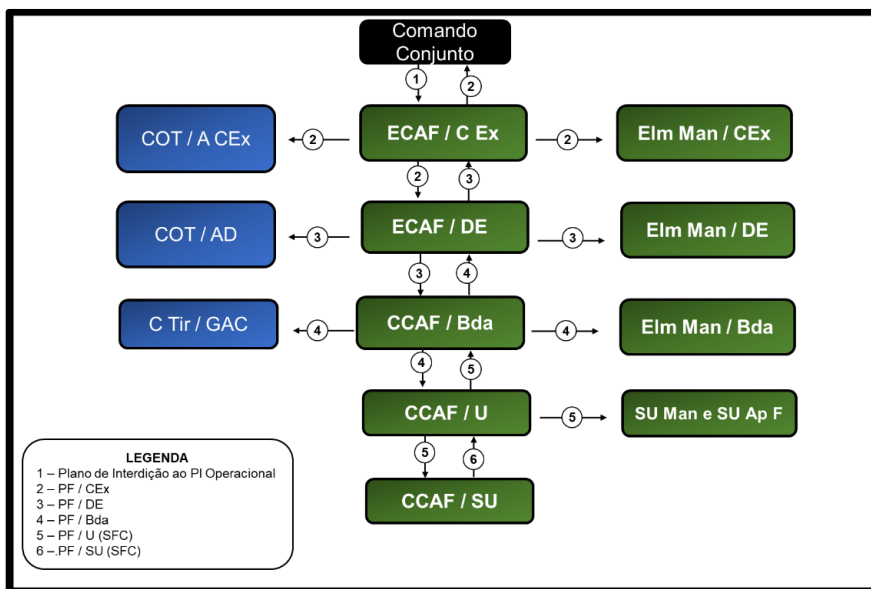 Comando
Conjunto
1
2
COT / A CEx
2
ECAF / C Ex
2
Elm Man / CEx
2
3
COT / AD
3
ECAF / DE
3
Elm Man / DE
3
4
C Tir / GAC
4
CCAF / Bda
4
Elm Man / Bda
4
5
CCAF / U
5
SU Man e SU Ap F
5
6
CCAF / SU
LEGENDA
1 – Plano de Interdição ao PI Operacional
2 – PF / CEx
3 – PF / DE
4 – PF / Bda
5 – PF / U (SFC)
6 –.PF / SU (SFC)